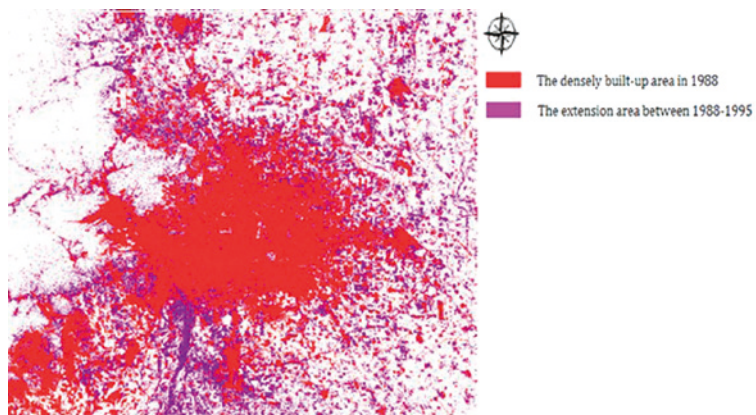 The densely built-up area in 1988
The extension area between 1988-1995